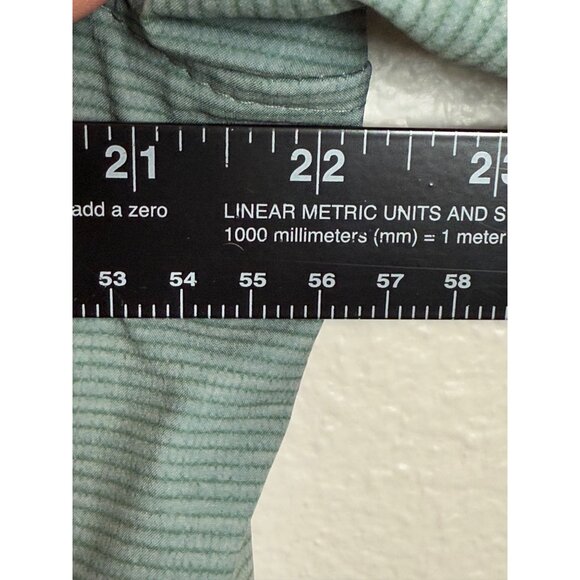 21 22 23
add a zero LINEAR METRIC UNITS AND S
1000 millimeters (mm) = 1 meter
53 54 55 56 57 58